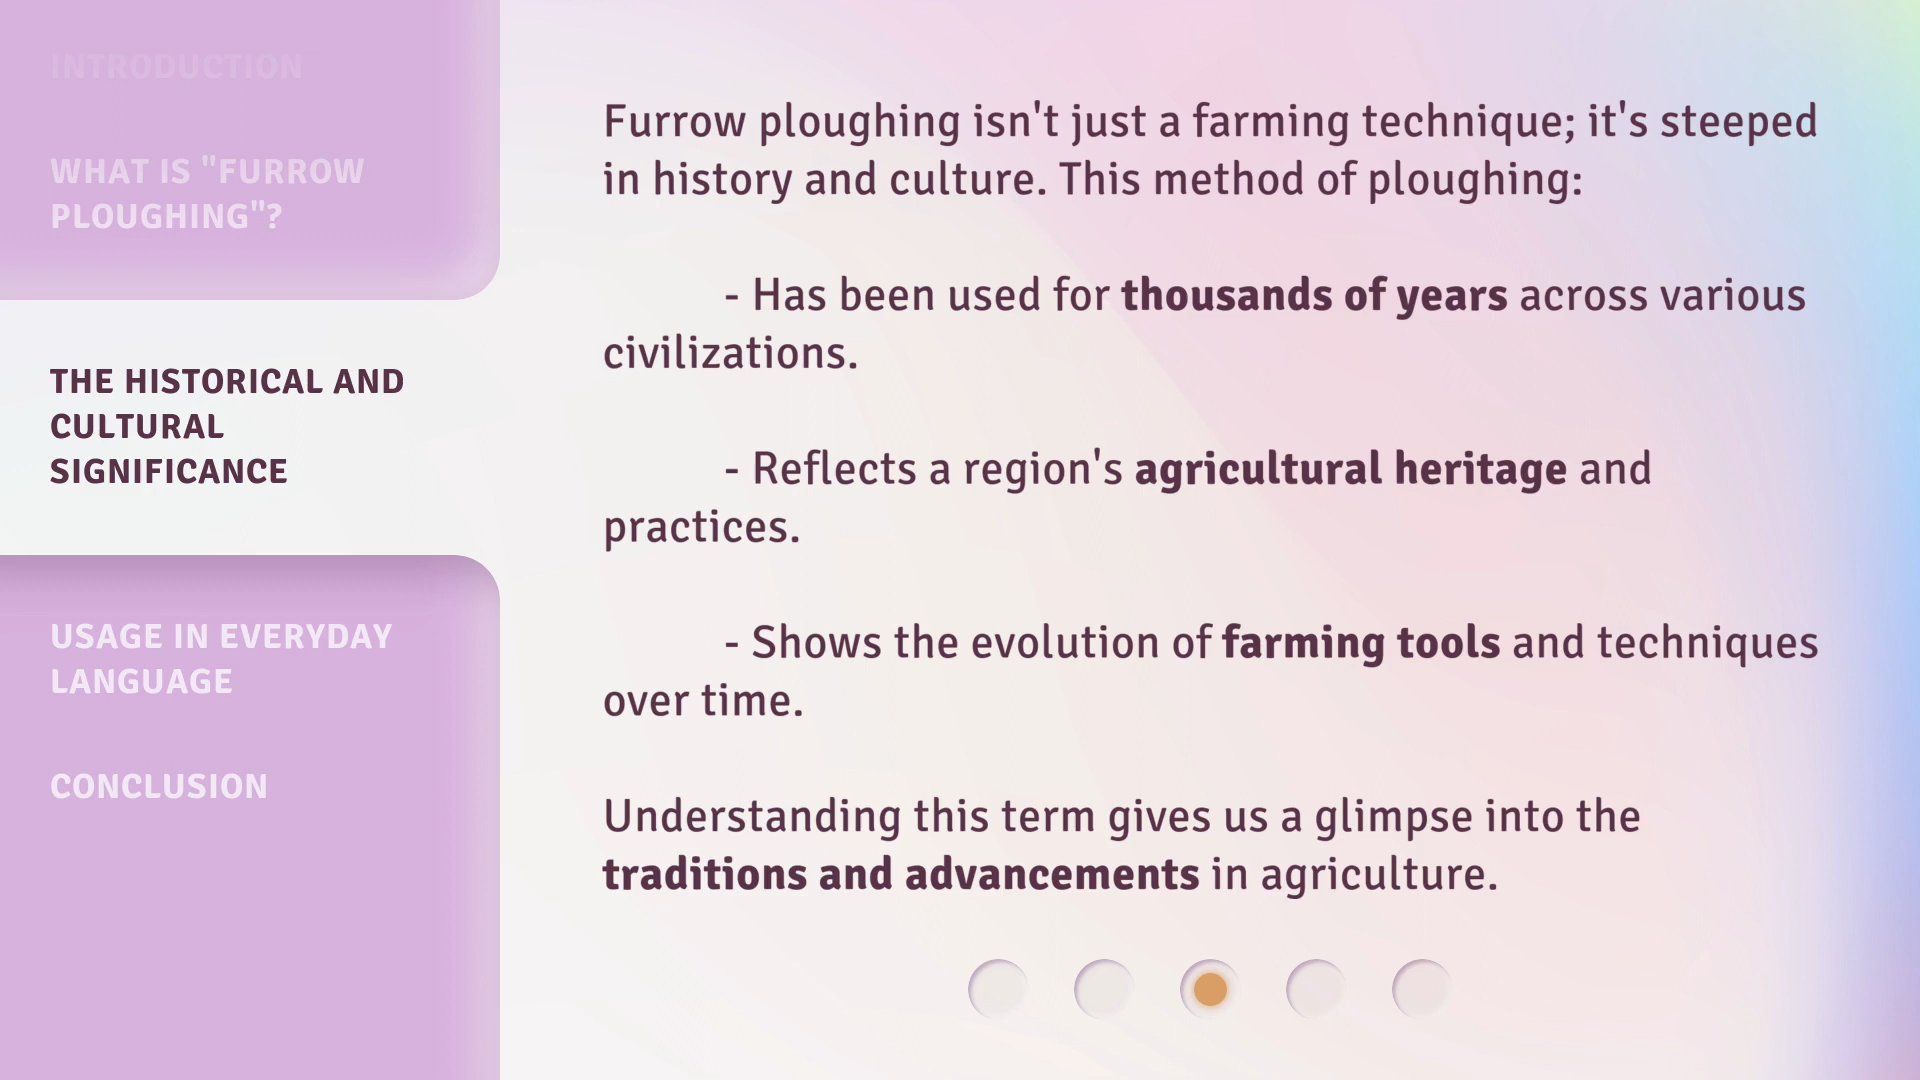 INTRODUCTION
WHAT IS "FURROW
PLOUGHING"?
THE HISTORICAL AND
CULTURAL
SIGNIFICANCE
USAGE IN EVERYDAY
LANGUAGE
CONCLUSION
Furrow ploughing isn't just a farming technique; it's steeped
in history and culture. This method of ploughing:
- Has been used for thousands of years across various
civilizations.
- Reflects a region's agricultural heritage and
practices.
- Shows the evolution of farming tools and techniques
over time.
Understanding this term gives us a glimpse into the
traditions and advancements in agriculture.